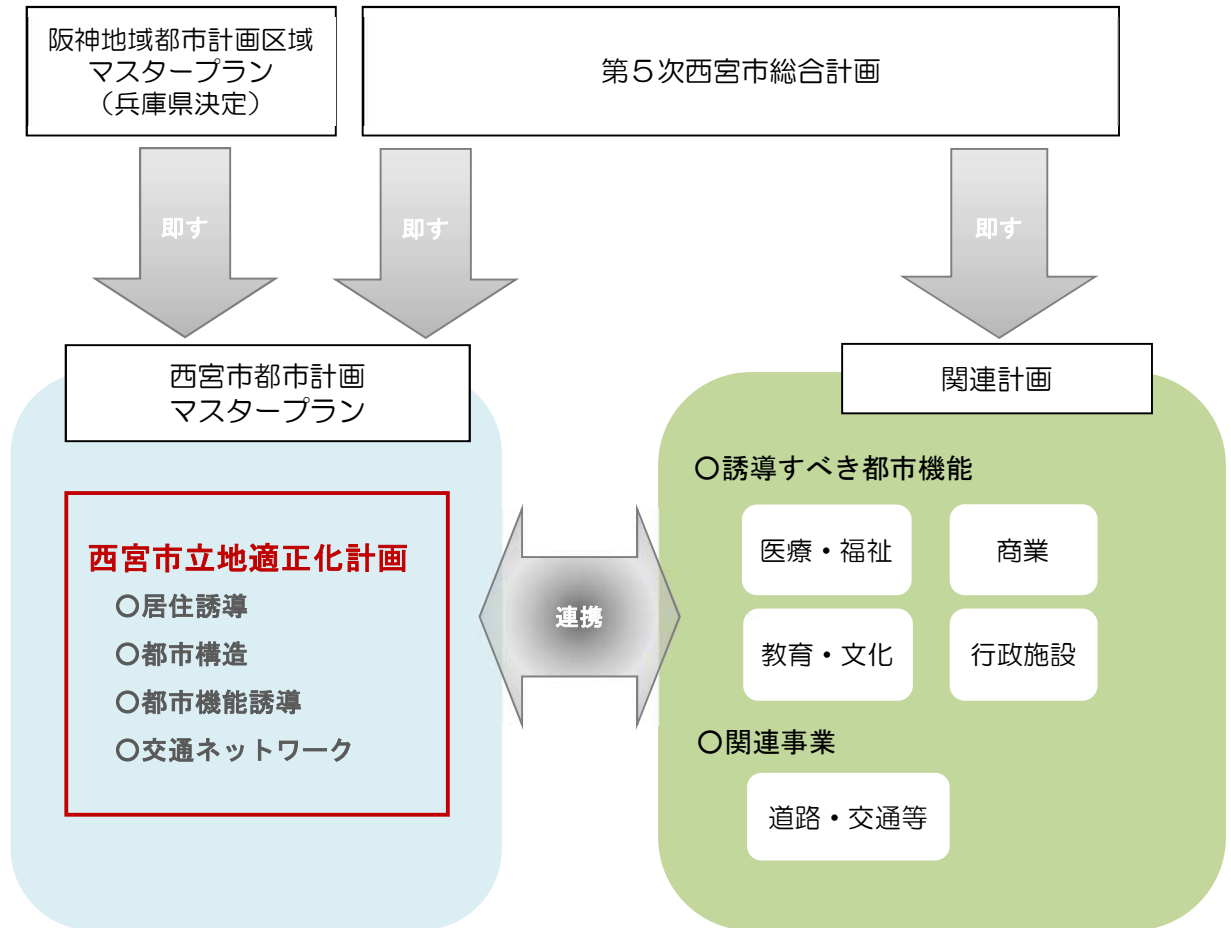 阪神地域都市計画区域
マスタープラン
（兵庫県決定）
第５次西宮市総合計画
即す
即す
即す
西宮市都市計画
マスタープラン
関連計画
西宮市立地適正化計画
〇居住誘導
〇都市構造
〇都市機能誘導
〇交通ネットワーク
連携
〇誘導すべき都市機能
医療・福祉
商業
教育・文化
行政施設
〇関連事業
道路・交通等